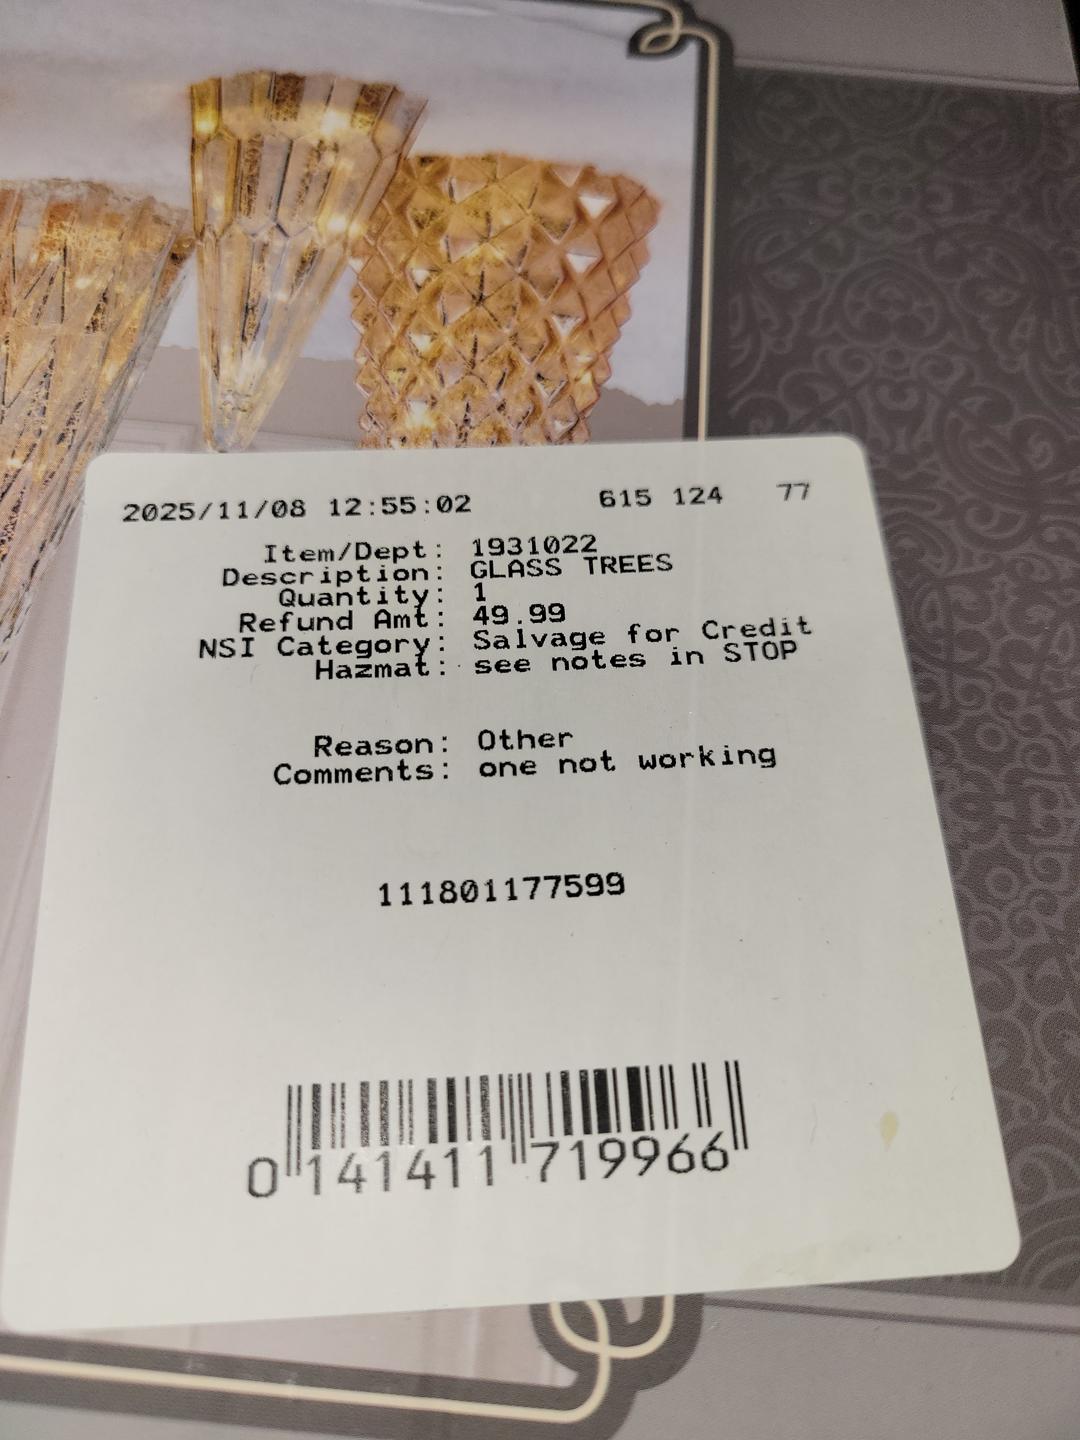 2025/11/08 12:55:02 615 124 77
Item/Dept: 1931022
Description: GLASS TREES
Quantity: 1
Refund Amt: 49.99
NSI Category: Salvage for Credit
Hazmat: see notes in STOP
Reason: Other
Comments: one not working
111801177599
0 141411 719966